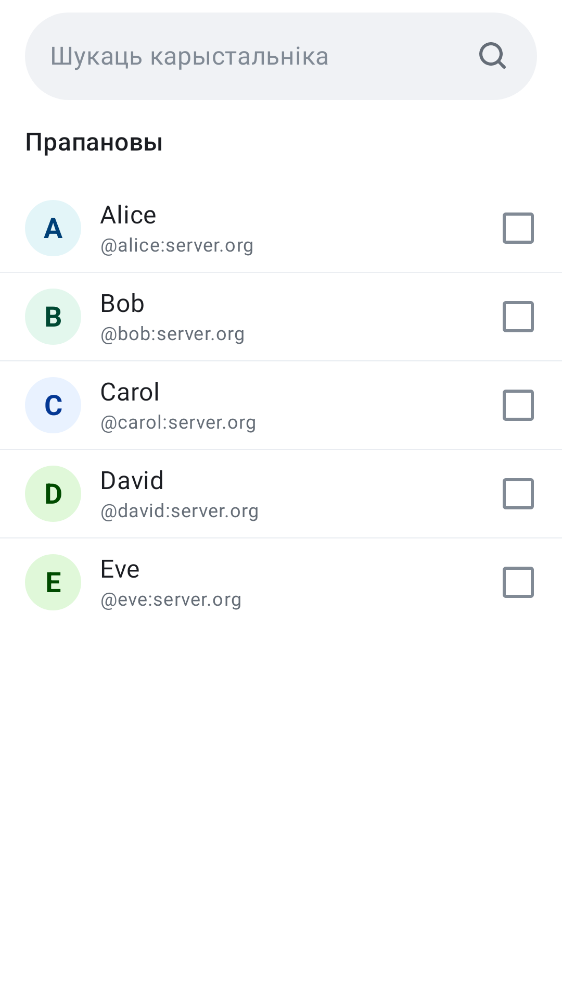 Шукаць карыстальніка
Прапановы
A
Alice
@alice:server.org
B
Bob
@bob:server.org
C
Carol
@carol:server.org
D
David
@david:server.org
E
Eve
@eve:server.org